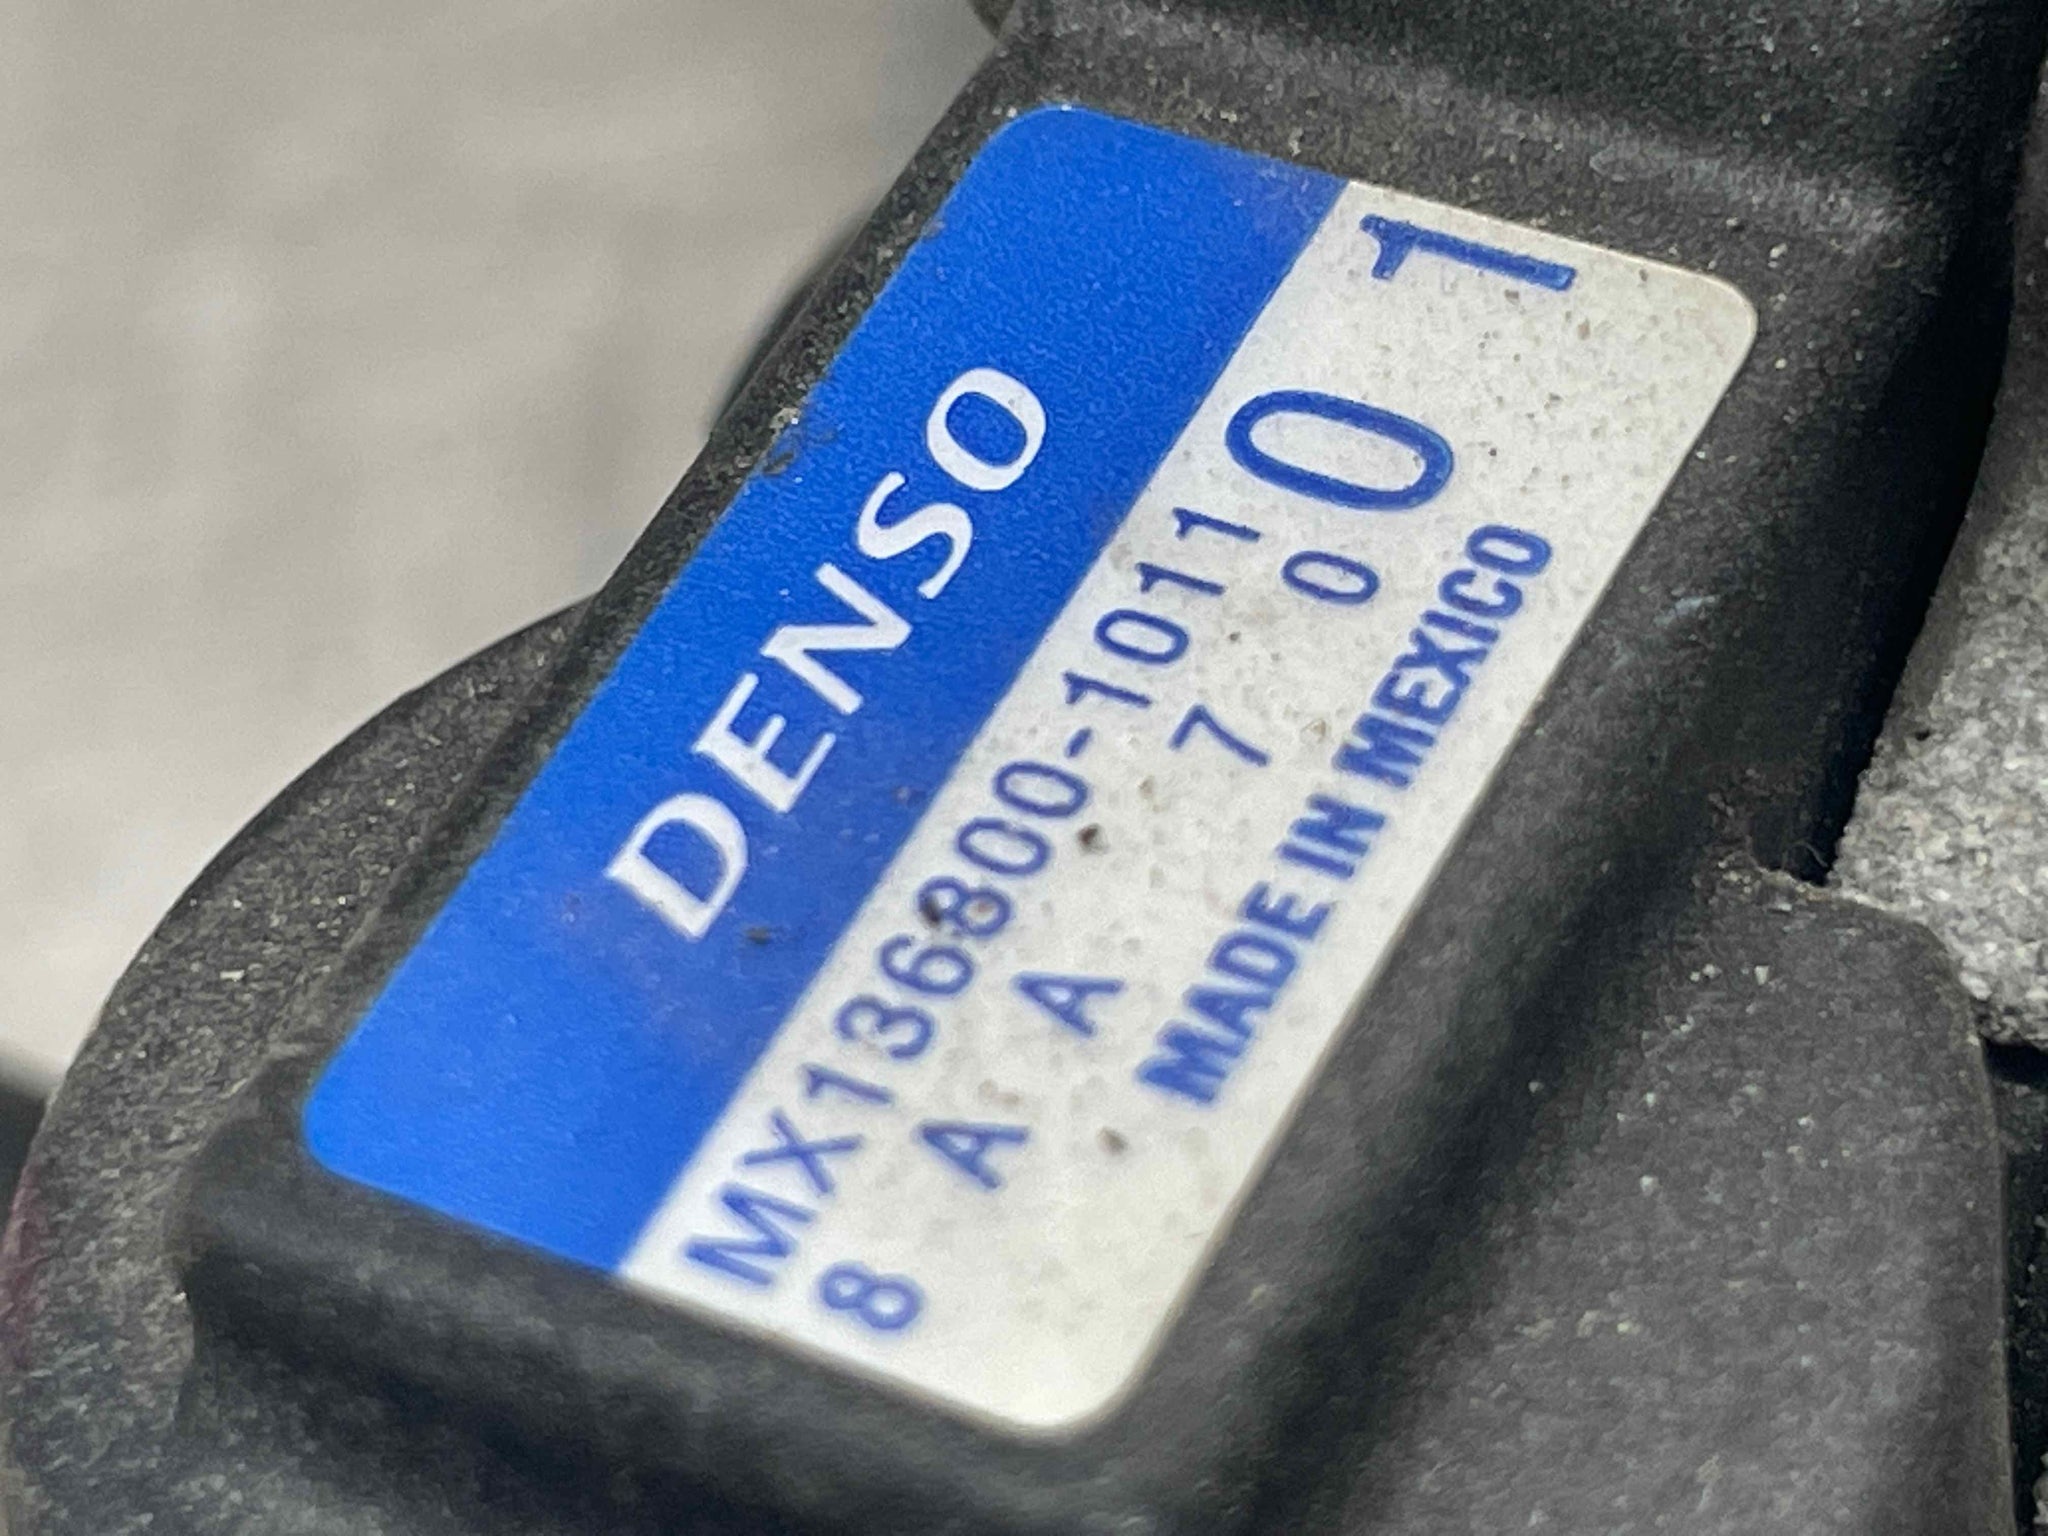 DENSO
MX136800-1011
8 A A 7 0
01
MADE IN MEXICO